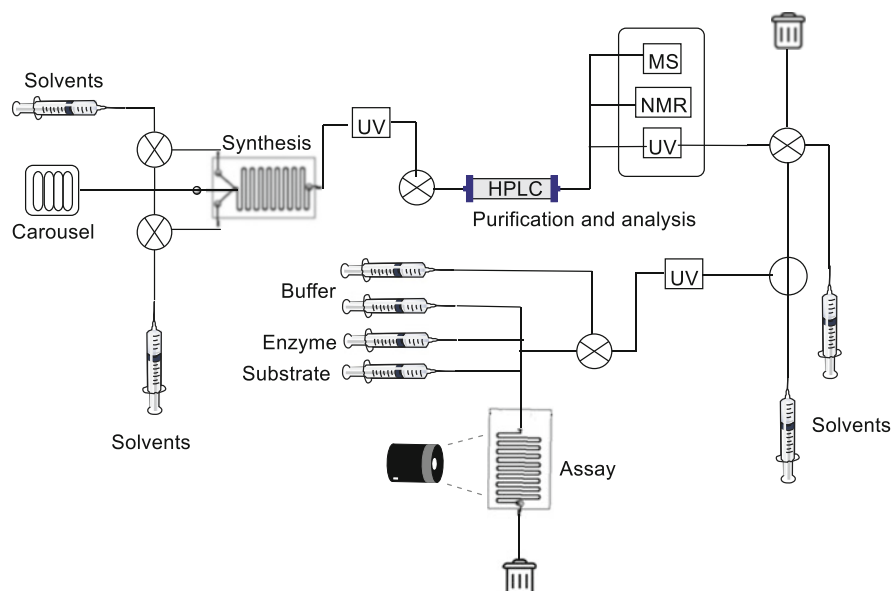 Solvents
Synthesis
UV
MS
NMR
UV
HPLC
Carousel
Purification and analysis
Buffer
UV
Enzyme
Substrate
Solvents
Solvents
Assay